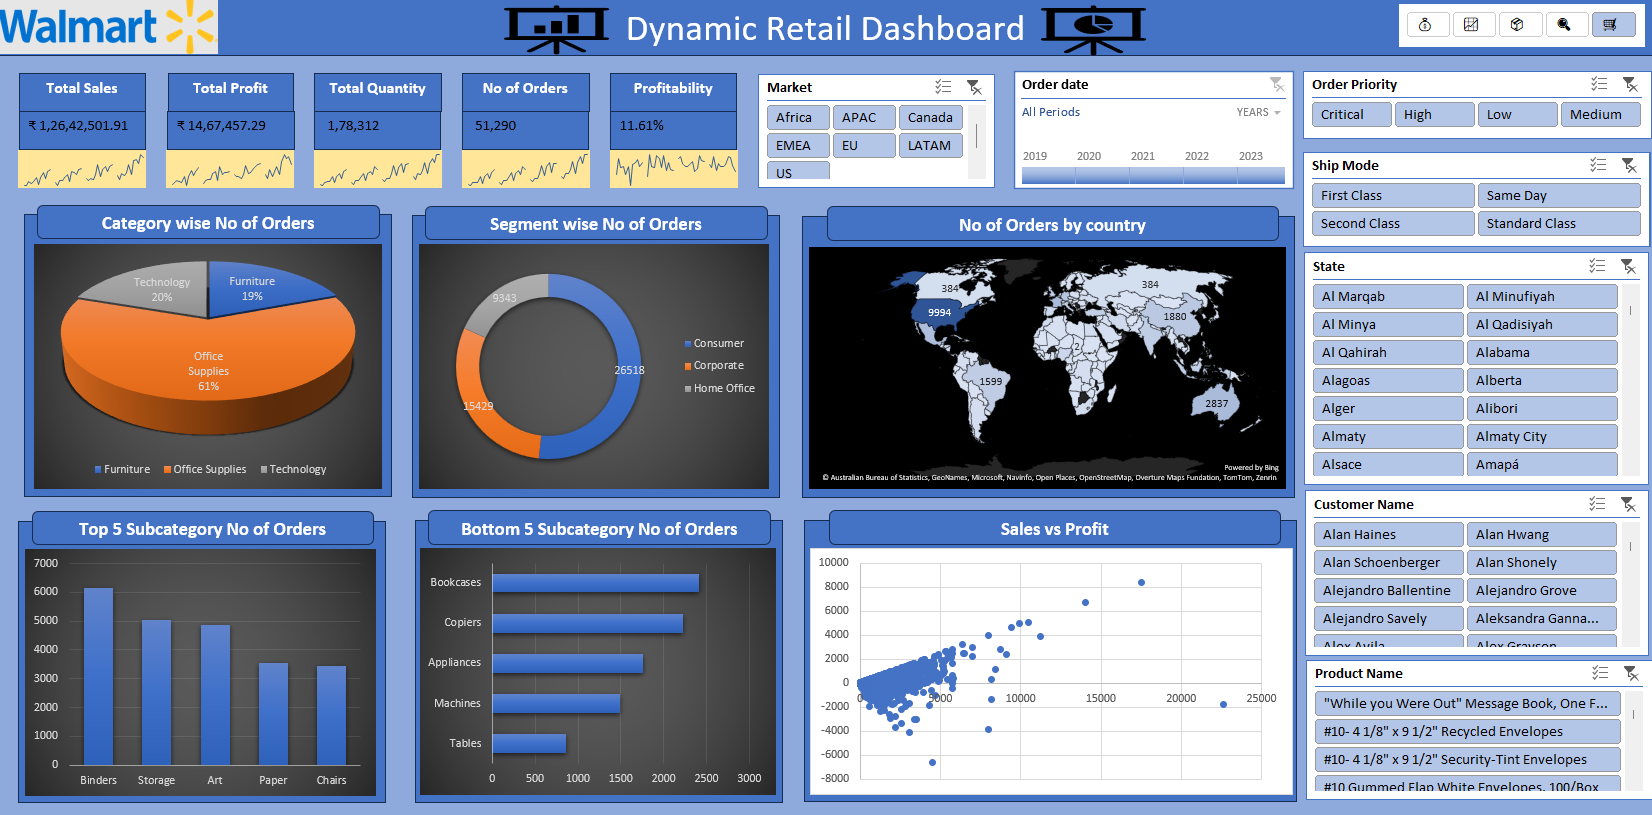 Walmart
Dynamic Retail Dashboard
Total Sales
₹ 1,26,42,501.91
Total Profit
₹ 14,67,457.29
Total Quantity
1,78,312
No of Orders
51,290
Profitability
11.61%
Market
Africa
APAC
Canada
EMEA
EU
LATAM
US
Order date
All Periods
YEARS
2019
2020
2021
2022
2023
Order Priority
Critical
High
Low
Medium
Ship Mode
First Class
Same Day
Second Class
Standard Class
Category wise No of Orders
Technology
20%
Furniture
19%
Office
Supplies
61%
Furniture
Office Supplies
Technology
Segment wise No of Orders
9343
26518
15429
Consumer
Corporate
Home Office
No of Orders by country
384
384
9994
1880
2
1599
2837
Powered by Bing
© Australian Bureau of Statistics, GeoNames, Microsoft, Navinfo, Open Places, OpenStreetMap, Overture Maps Fundation, TomTom, Zenrin
State
Al Marqab
Al Minufiyah
Al Minya
Al Qadisiyah
Al Qahirah
Alabama
Alagoas
Alberta
Alger
Alibori
Almaty
Almaty City
Alsace
Amapá
Top 5 Subcategory No of Orders
7000
6000
5000
4000
3000
2000
1000
0
Binders
Storage
Art
Paper
Chairs
Bottom 5 Subcategory No of Orders
Bookcases
Copiers
Appliances
Machines
Tables
0
500
1000
1500
2000
2500
3000
Sales vs Profit
10000
8000
6000
4000
2000
0
-2000
-4000
-6000
-8000
0
5000
10000
15000
20000
25000
Customer Name
Alan Haines
Alan Hwang
Alan Schoenberger
Alan Shonely
Alejandro Ballentine
Alejandro Grove
Alejandro Savely
Aleksandra Ganna...
Alex Avila
Alex Grayson
Product Name
"While you Were Out" Message Book, One F...
#10- 4 1/8" x 9 1/2" Recycled Envelopes
#10- 4 1/8" x 9 1/2" Security-Tint Envelopes
#10 Gummed Flap White Envelopes, 100/Box